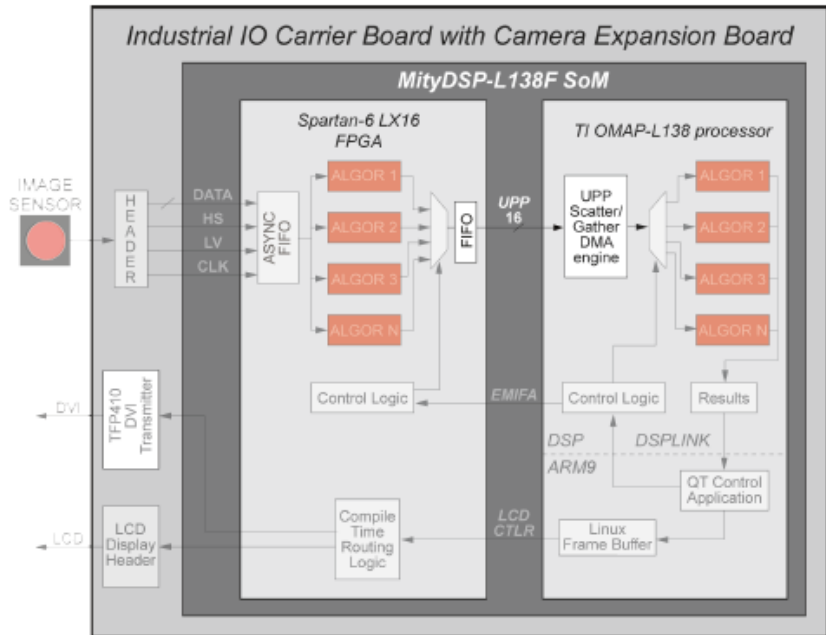 Industrial IO Carrier Board with Camera Expansion Board
MityDSP-L138F SoM
Spartan-6 LX16
FPGA
TI OMAP-L138 processor
IMAGE
SENSOR
HEADER
DATA
HS
LV
CLK
ASYNC
FIFO
ALGOR 1
ALGOR 2
ALGOR 3
ALGOR N
FIFO
UPP
16
UPP
Scatter/
Gather
DMA
engine
ALGOR 1
ALGOR 2
ALGOR 3
ALGOR N
Control Logic
EMIFA
Control Logic
Results
DSP
DSPLINK
ARM9
QT Control
Application
DVI
TFP410
DVI
Transmitter
LCD
LCD
Display
Header
Compile
Time
Routing
Logic
LCD
CTLR
Linux
Frame Buffer